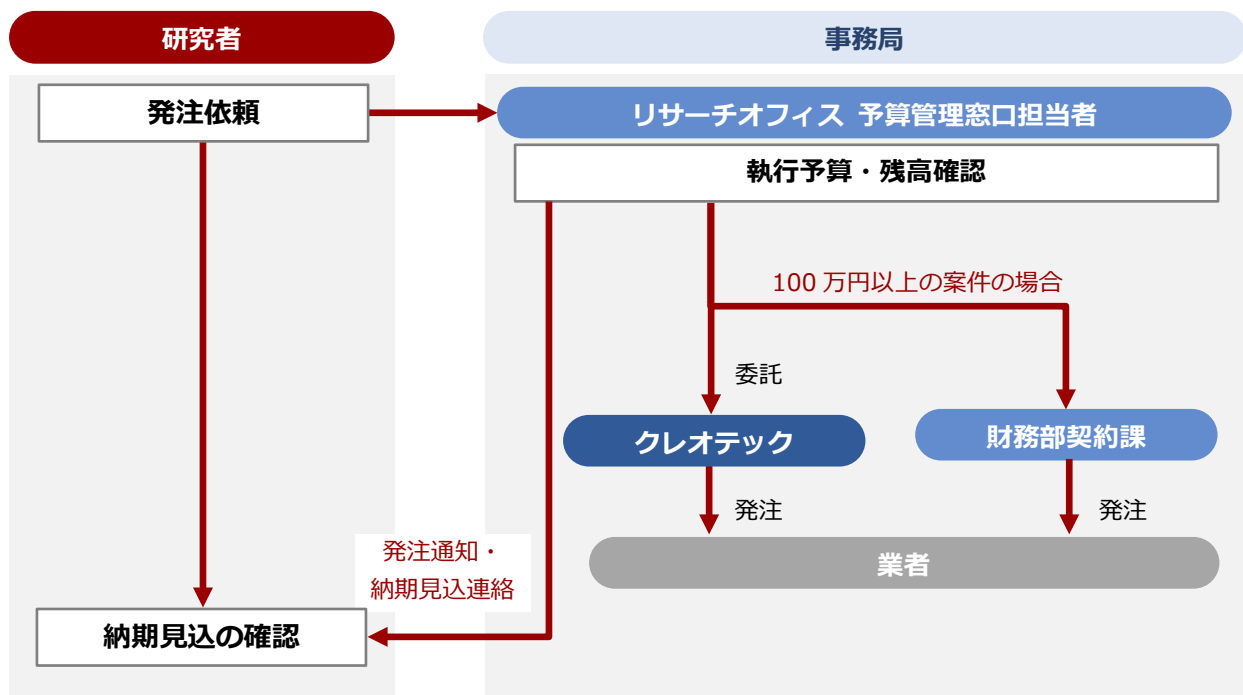 研究者
事務局
発注依頼
リサーチオフィス 予算管理窓口担当者
執行予算・残高確認
100 万円以上の案件の場合
委託
クレオテック
財務部契約課
発注
発注
発注通知・
納期見込連絡
業者
納期見込の確認